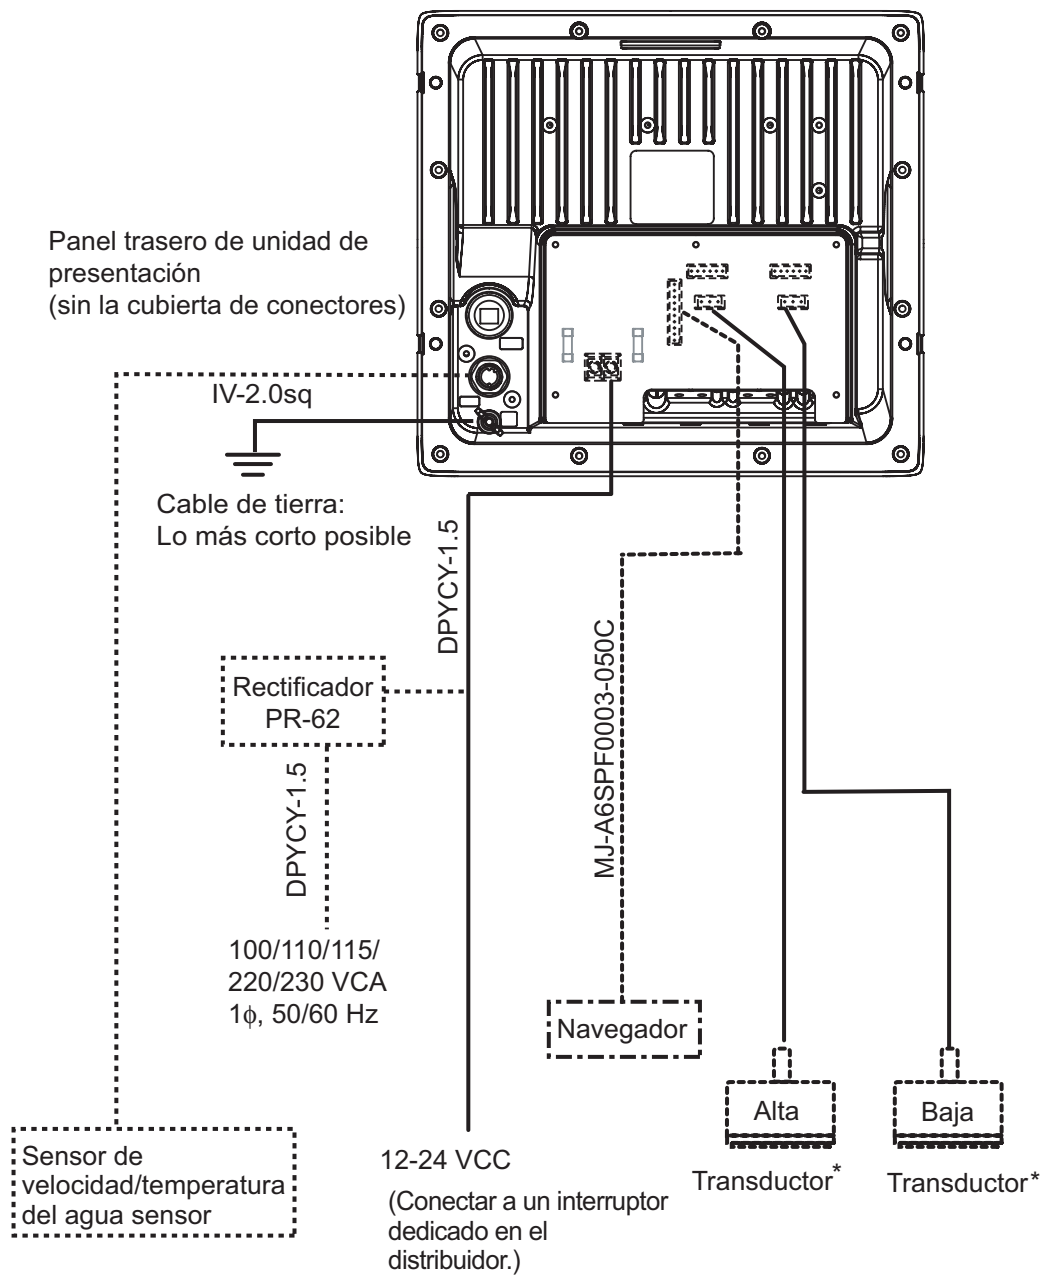 Panel trasero de unidad de
presentación
(sin la cubierta de conectores)
IV-2.0sq
Cable de tierra:
Lo más corto posible
DPYCY-1.5
Rectificador
PR-62
DPYCY-1.5
MJ-A6SPF0003-050C
100/110/115/
220/230 VCA
1ϕ, 50/60 Hz
Navegador
Alta
Baja
Transductor*
Transductor*
Sensor de
velocidad/temperatura
del agua sensor
12-24 VCC
(Conectar a un interruptor
dedicado en el
distribuidor.)